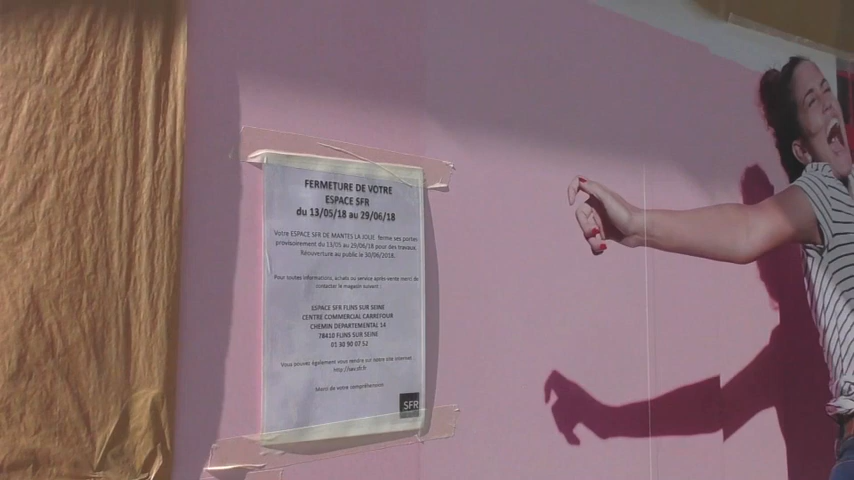 FERMETURE DE VOTRE
ESPACE SFR
du 13/05/18 au 29/06/18
Votre ESPACE SFR DE MANTES LA JOLIE ferme ses portes
provisoirement du 13/05 au 29/06/18 pour des travaux.
Réouverture au public le 30/06/2018.
Pour toutes informations, achats ou service après-vente merci de
contacter le magasin suivant :
ESPACE SFR FLINS SUR SEINE
CENTRE COMMERCIAL CARREFOUR
CHEMIN DEPARTEMENTAL 14
78410 FLINS SUR SEINE
01 30 90 07 52
Vous pouvez également vous rendre sur notre site internet
Merci de votre compréhension
SFR